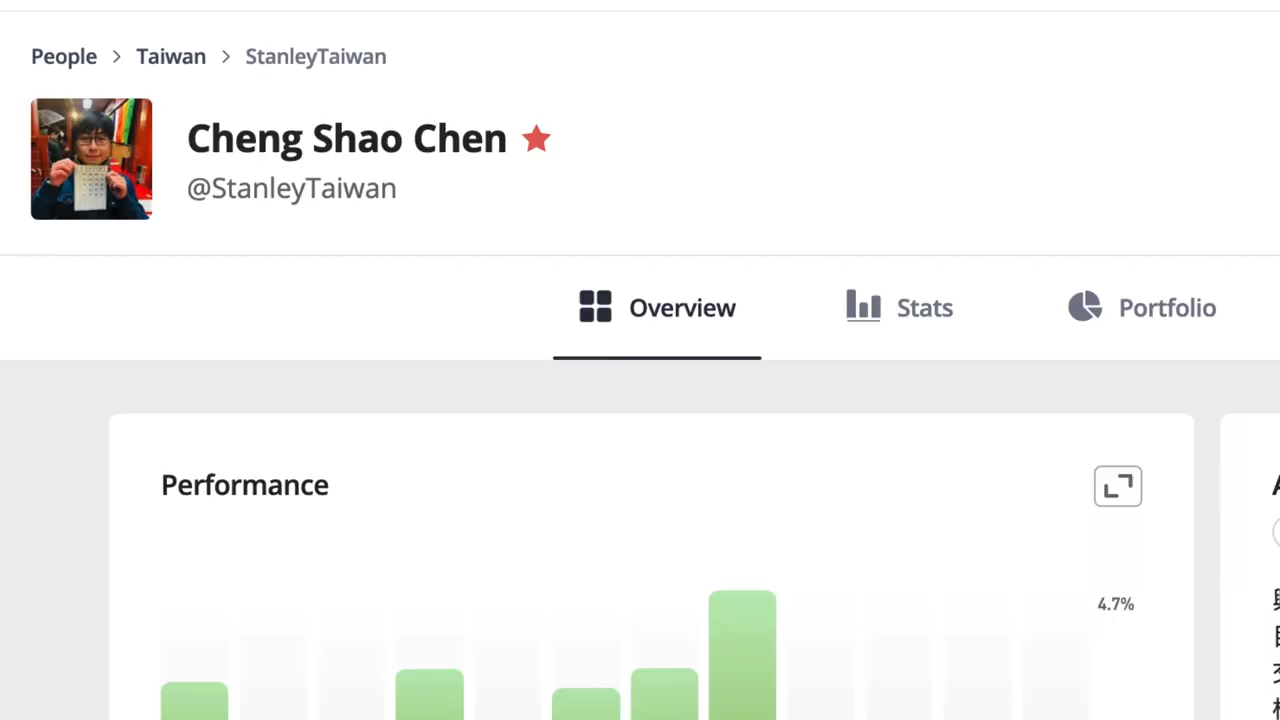 People > Taiwan > StanleyTaiwan
Cheng Shao Chen
@StanleyTaiwan
Overview
Stats
Portfolio
Performance
4.7%